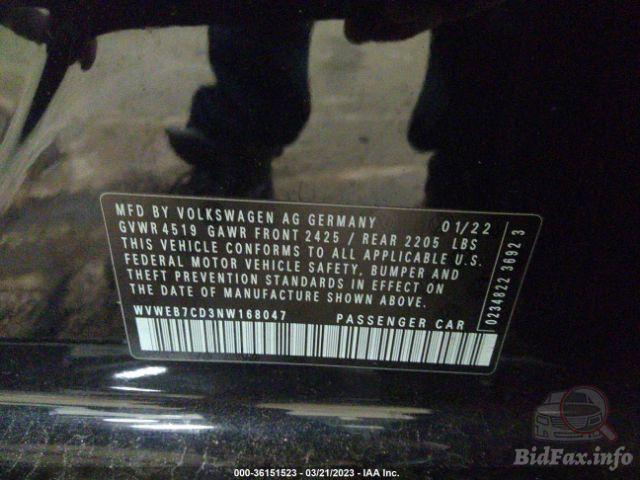 MFD BY VOLKSWAGEN AG GERMANY 01/22
GVWR 4519 GAWR FRONT 2425 / REAR 2205 LBS
THIS VEHICLE CONFORMS TO ALL APPLICABLE U.S.
FEDERAL MOTOR VEHICLE SAFETY, BUMPER AND
THEFT PREVENTION STANDARDS IN EFFECT ON
THE DATE OF MANUFACTURE SHOWN ABOVE.
WVWEB7CD3NW168047 PASSENGER CAR
0234822 3692 3
BidFax.info
000-36151523 - 03/21/2023 - IAA Inc.